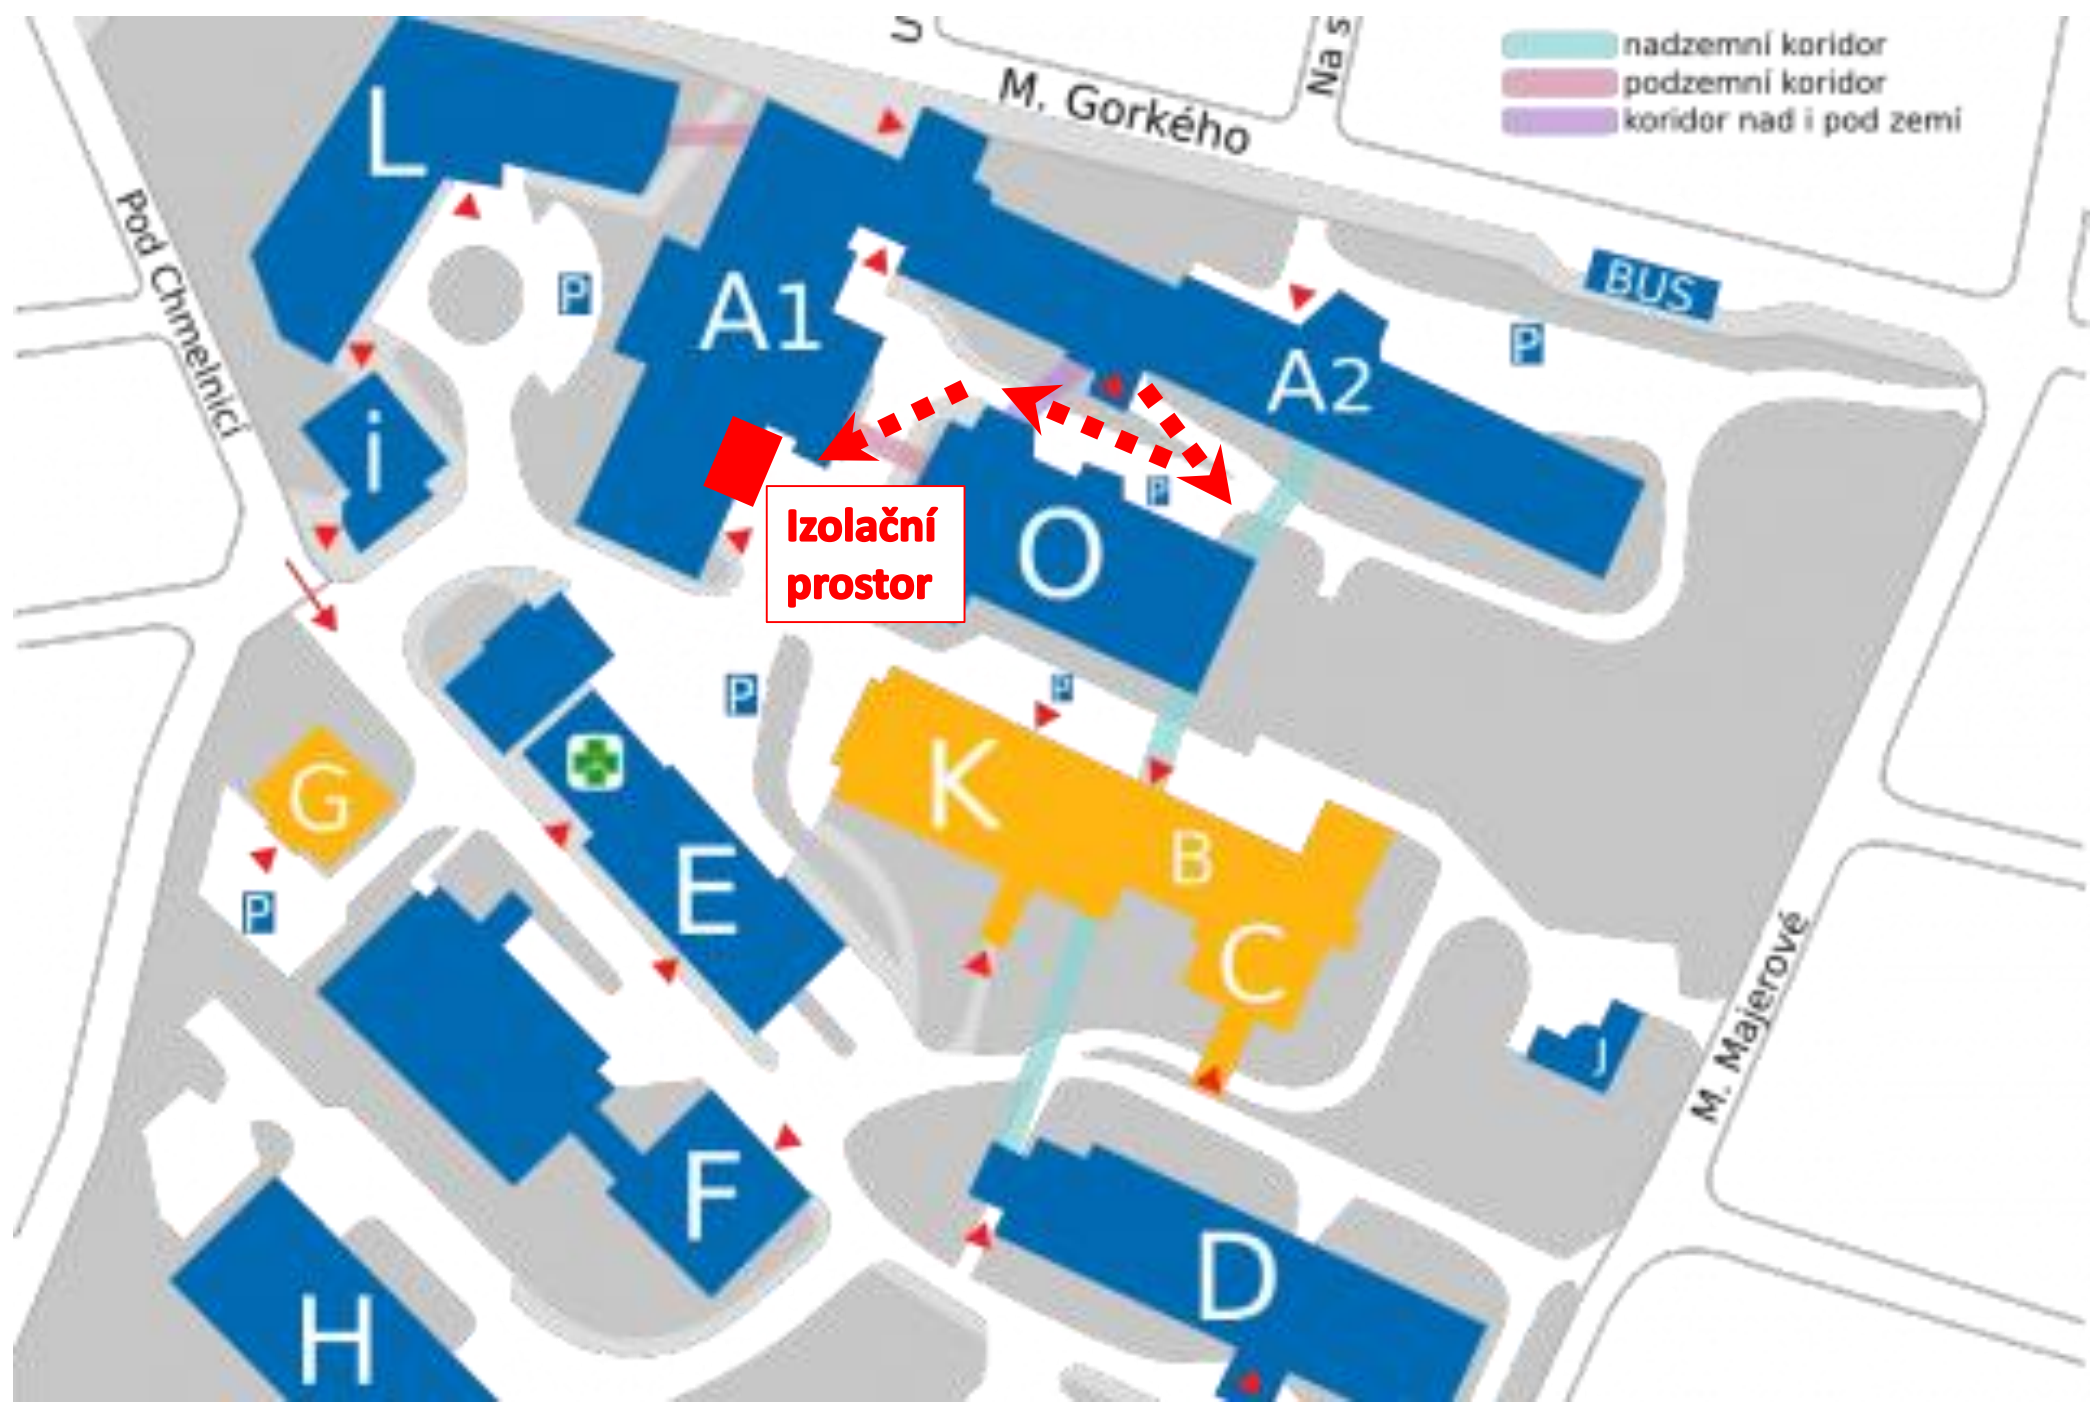 S
Na s
nadzemní koridor
podzemní koridor
koridor nad i pod zemí
M. Gorkého
L
Pod Chmelnicí
BUS
P
A1
P
A2
i
P
Izolační
prostor
O
P
P
K
G
B
E
P
C
M. Majerové
J
F
D
H